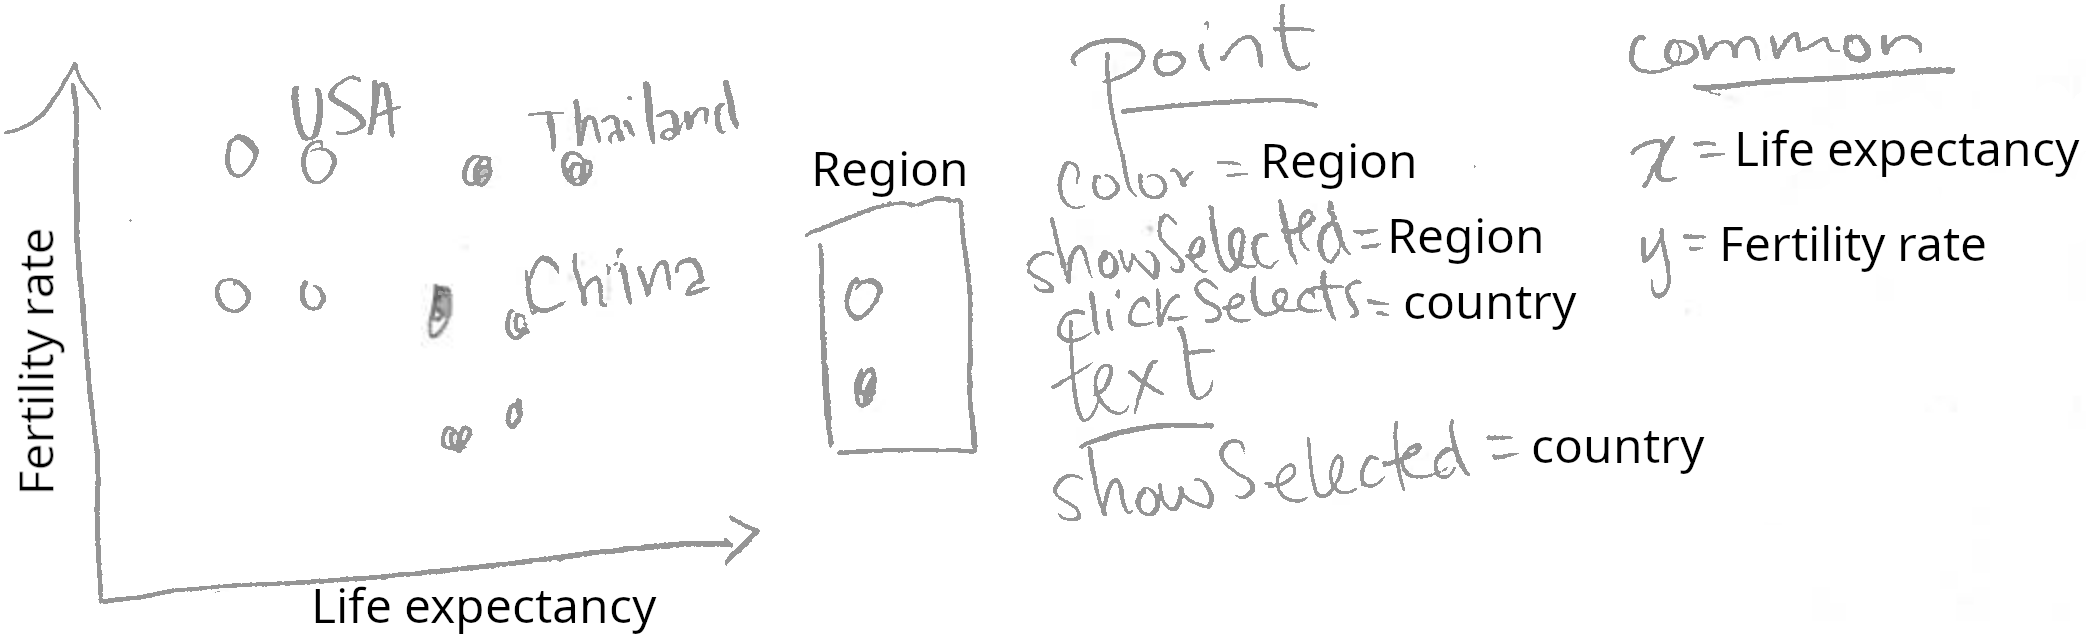 Fertility rate
USA
Thailand
China
Life expectancy
Region
Point
color = Region
showSelected = Region
clickSelects = country
text
showSelected = country
common
x = Life expectancy
y = Fertility rate